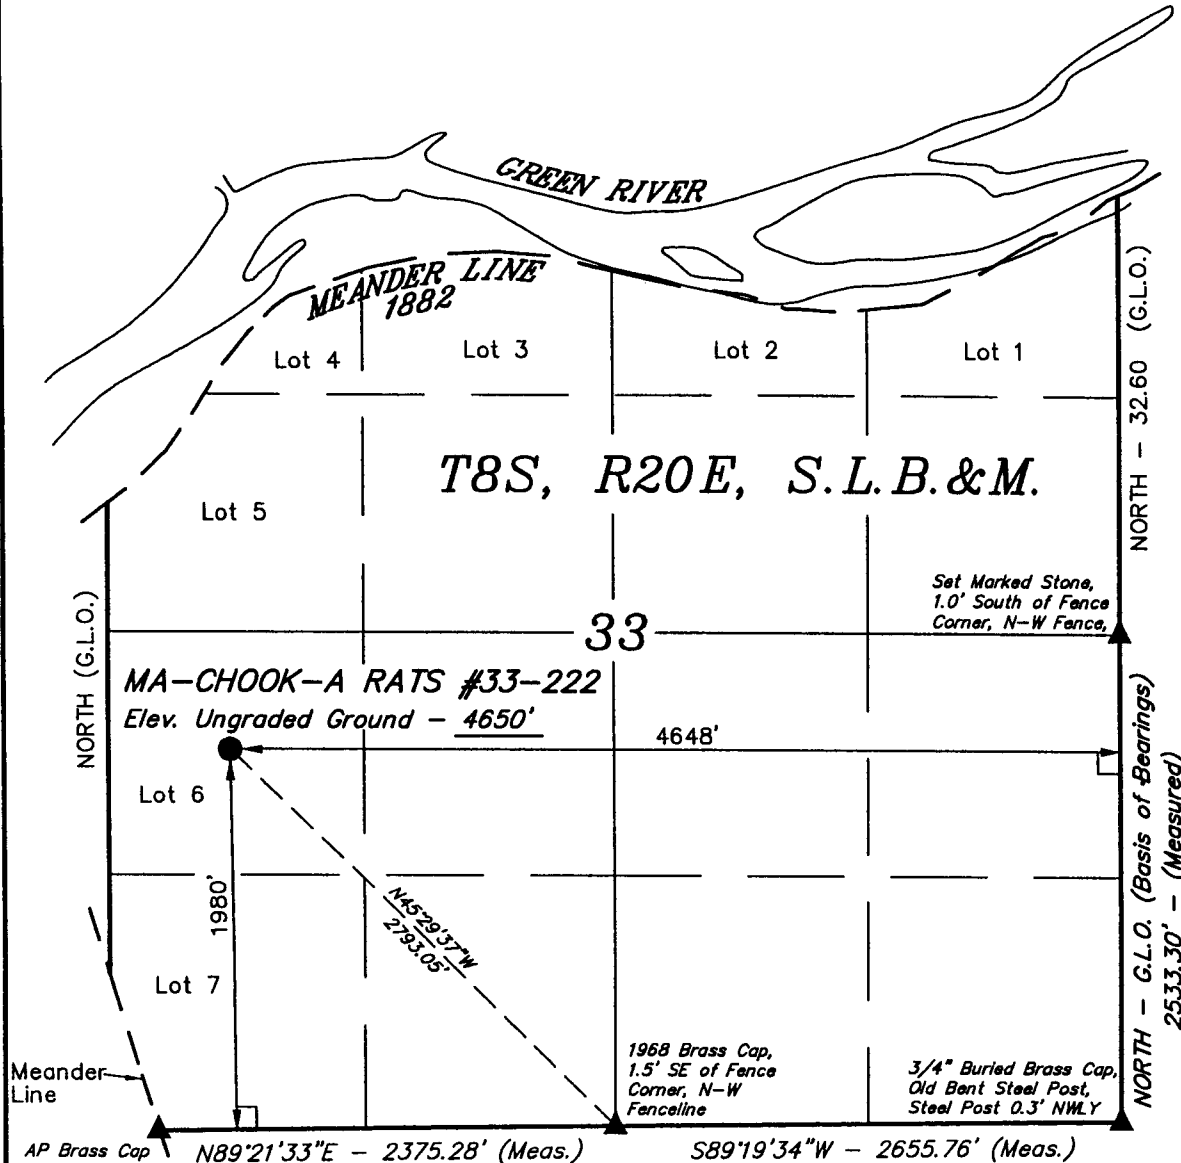 GREEN RIVER
MEANDER LINE
1882
Lot 4
Lot 3
Lot 2
Lot 1
NORTH - 32.60 (G.L.O.)
T8S, R20E, S.L.B.&M.
Lot 5
Set Marked Stone,
1.0' South of Fence
Corner, N-W Fence,
NORTH (G.L.O.)
33
MA-CHOOK-A RATS #33-222
Elev. Ungraded Ground - 4650'
4648'
Lot 6
1980'
N45°29'37"W
2793.05'
Lot 7
NORTH - G.L.O. (Basis of Bearings)
2533.30' - (Measured)
Meander
Line
1968 Brass Cap,
1.5' SE of Fence
Corner, N-W
Fenceline
3/4" Buried Brass Cap,
Old Bent Steel Post,
Steel Post 0.3' NWLY
AP Brass Cap
N89°21'33"E - 2375.28' (Meas.)
S89°19'34"W - 2655.76' (Meas.)